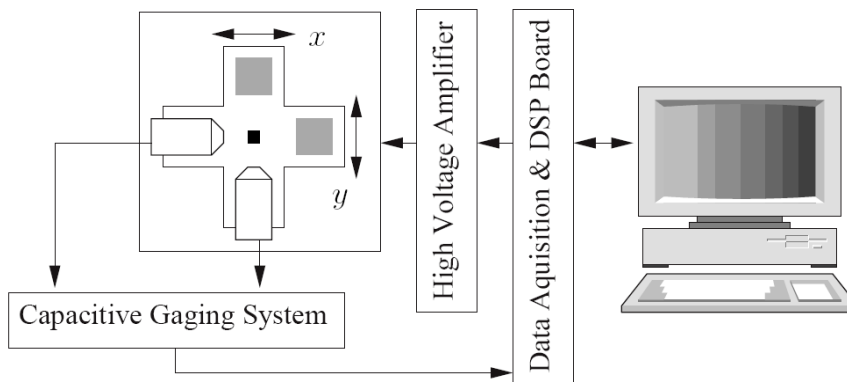 x
y
High Voltage Amplifier
Data Aquisition & DSP Board
Capacitive Gaging System